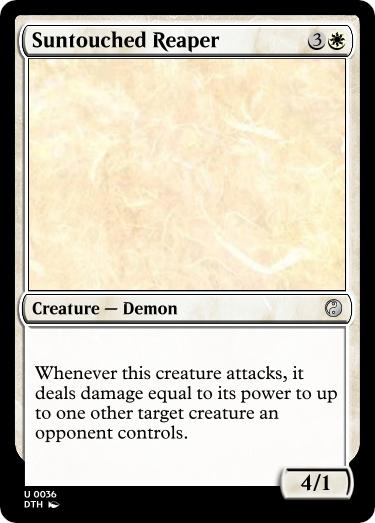 Suntouched Reaper 3
Creature — Demon
Whenever this creature attacks, it
deals damage equal to its power to up
to one other target creature an
opponent controls.
4/1
U 0036
DTH